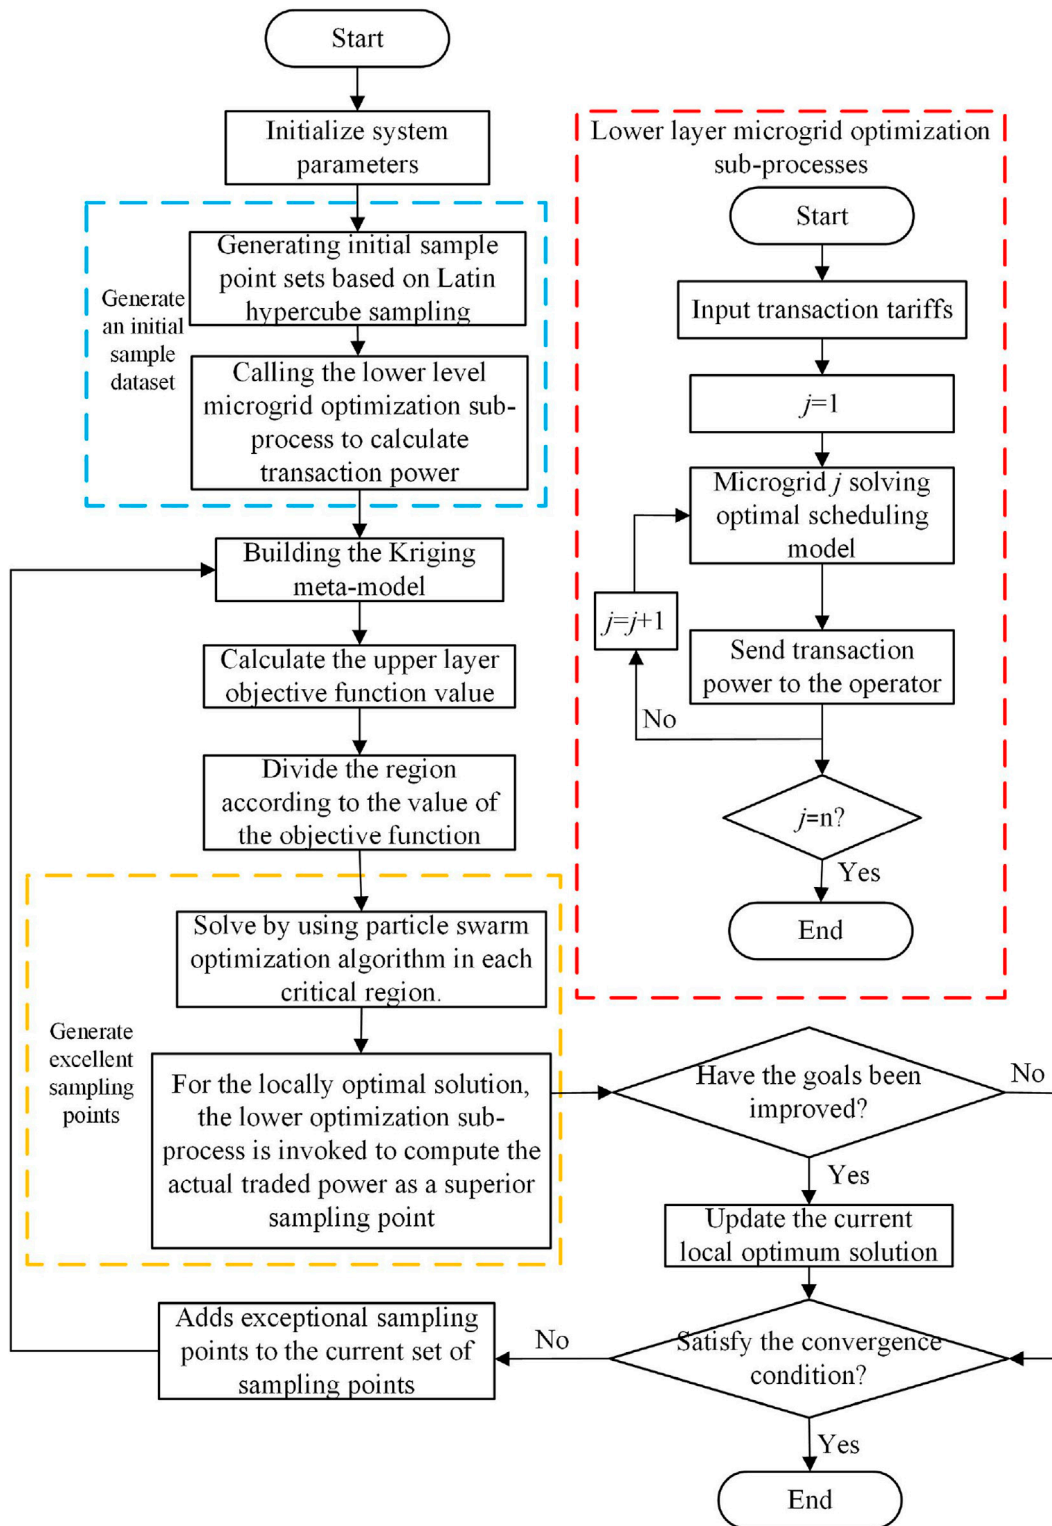 Start
Initialize system
parameters
Generate
an initial
sample
dataset
Generating initial sample
point sets based on Latin
hypercube sampling
Calling the lower level
microgrid optimization sub-
process to calculate
transaction power
Building the Kriging
meta-model
Calculate the upper layer
objective function value
Divide the region
according to the value of
the objective function
Generate
excellent
sampling
points
Solve by using particle swarm
optimization algorithm in each
critical region.
For the locally optimal solution,
the lower optimization sub-
process is invoked to compute the
actual traded power as a superior
sampling point
Adds exceptional sampling
points to the current set of
sampling points
Lower layer microgrid optimization
sub-processes
Start
Input transaction tariffs
j=1
Microgrid j solving
optimal scheduling
model
j=j+1
Send transaction
power to the operator
No
j=n?
Yes
End
Have the goals been
improved?
No
Yes
Update the current
local optimum solution
Satisfy the convergence
condition?
No
Yes
End